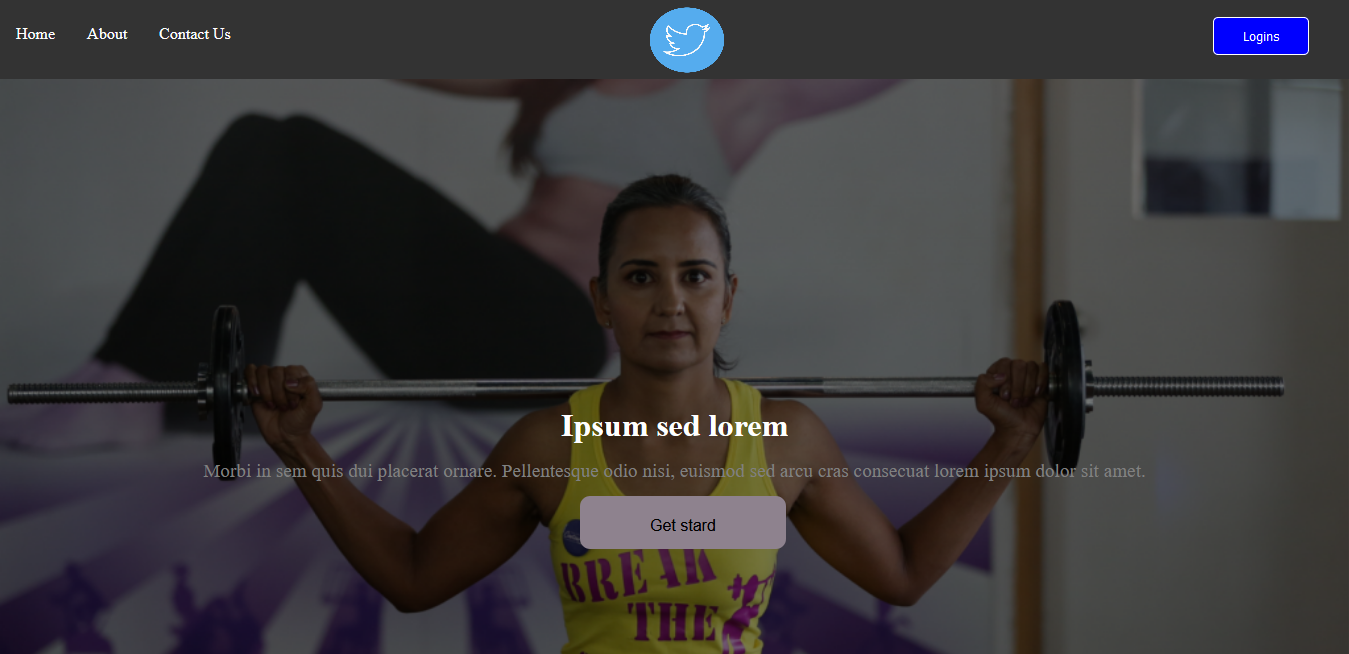 Home About Contact Us
Logins
Ipsum sed lorem
Morbi in sem quis dui placerat ornare. Pellentesque odio nisi, euismod sed arcu cras consecuat lorem ipsum dolor sit amet.
Get stard
BREAK
THE